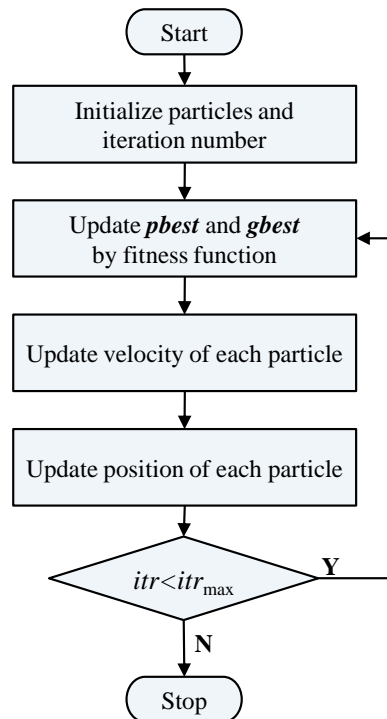 Start
Initialize particles and
iteration number
Update pbest and gbest
by fitness function
Update velocity of each particle
Update position of each particle
itr<itrmax
Y
N
Stop